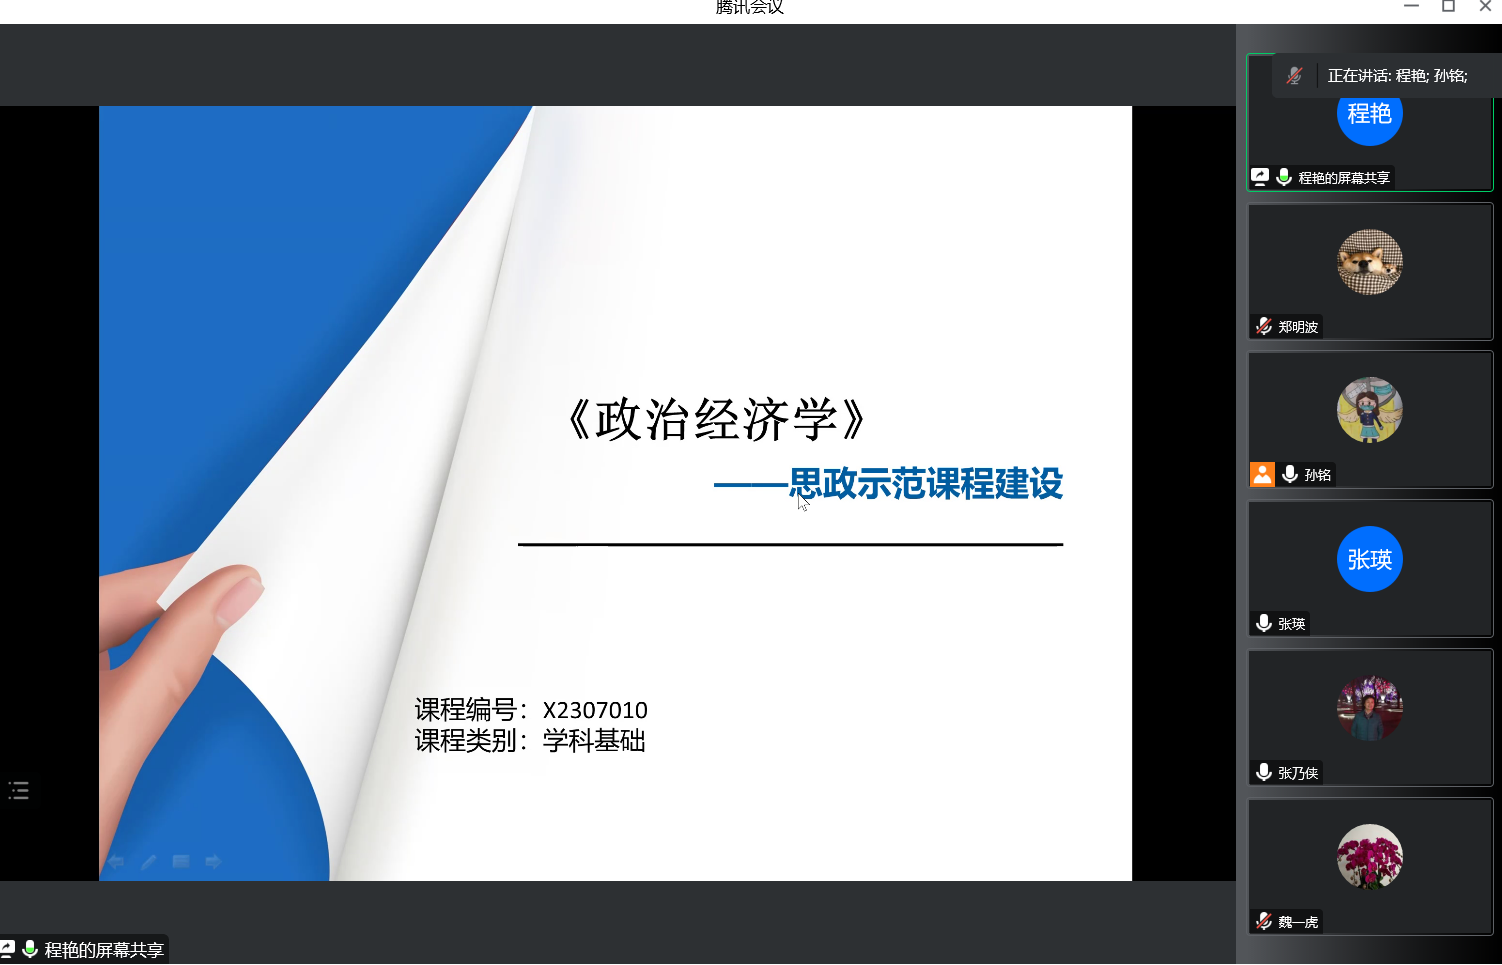 腾讯会议
正在讲话: 程艳; 孙铭;
程艳
程艳的屏幕共享
郑明波
孙铭
张瑛
张瑛
张乃侠
魏一虎
《政治经济学》
——思政示范课程建设
课程编号：X2307010
课程类别：学科基础
程艳的屏幕共享